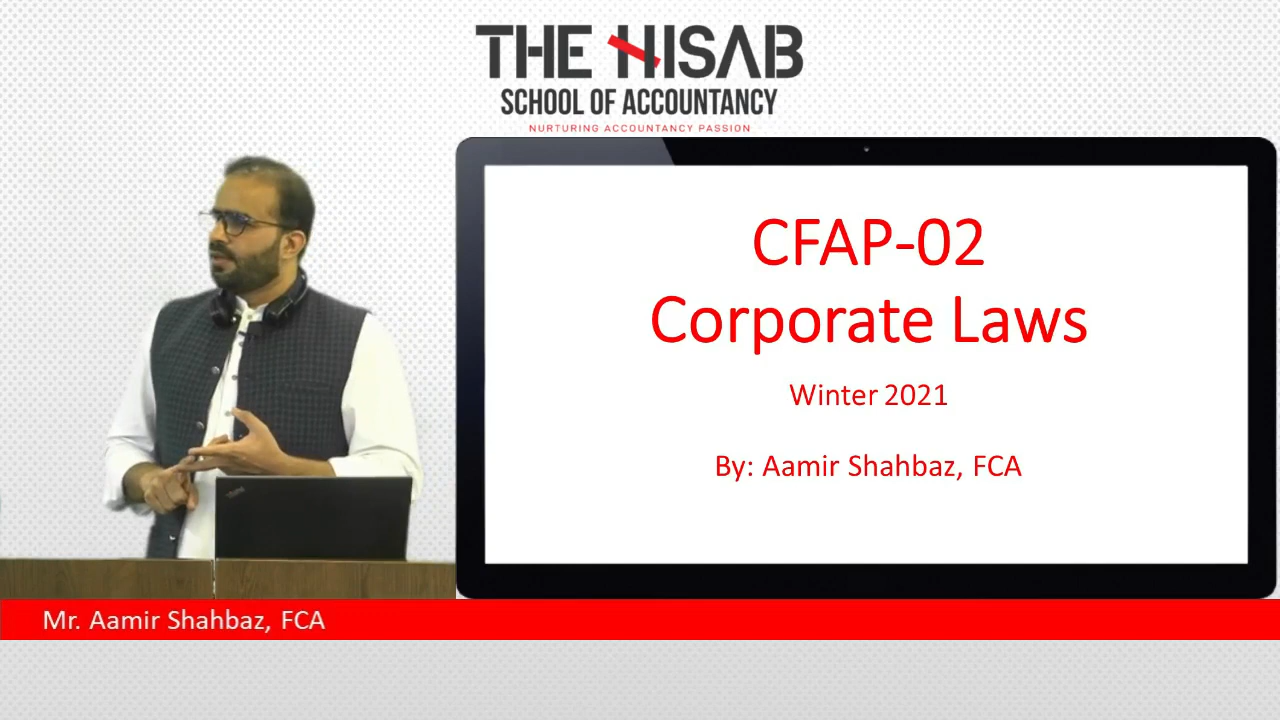 THE HISAB
SCHOOL OF ACCOUNTANCY
NURTURING ACCOUNTANCY PASSION
CFAP-02
Corporate Laws
Winter 2021
By: Aamir Shahbaz, FCA
ThinkPad
Mr. Aamir Shahbaz, FCA